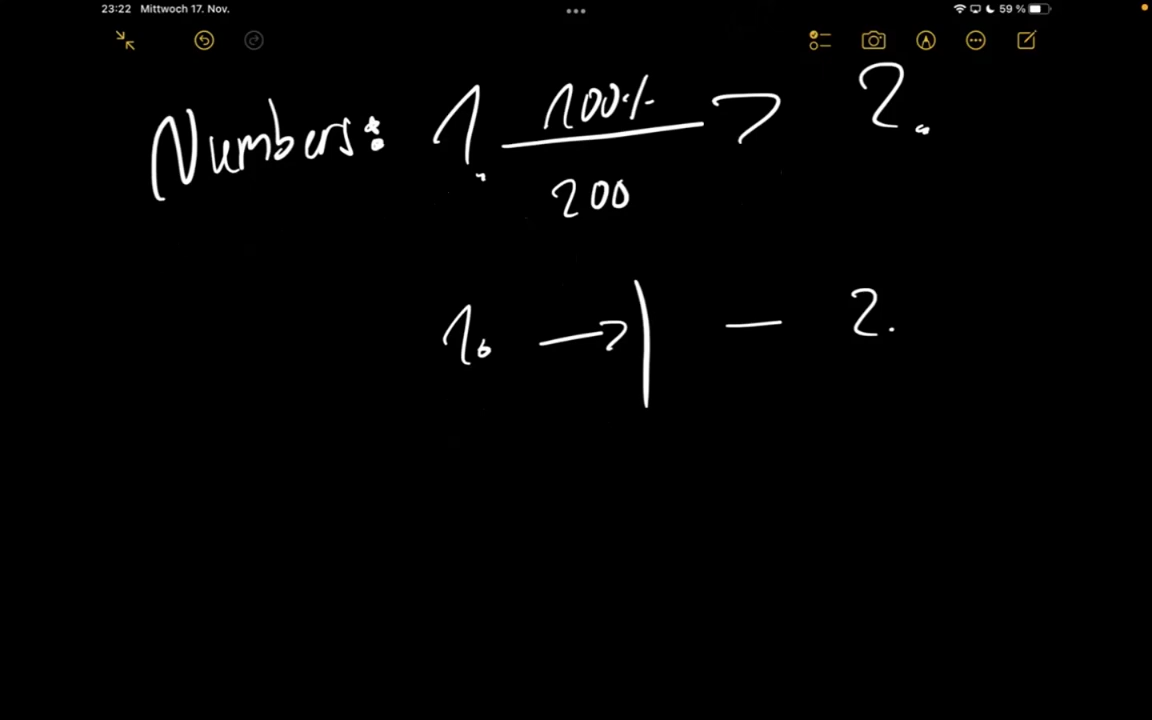 23:22 Mittwoch 17. Nov. 59 %
Numbers: 1. 100% 2.
200
1. 2.